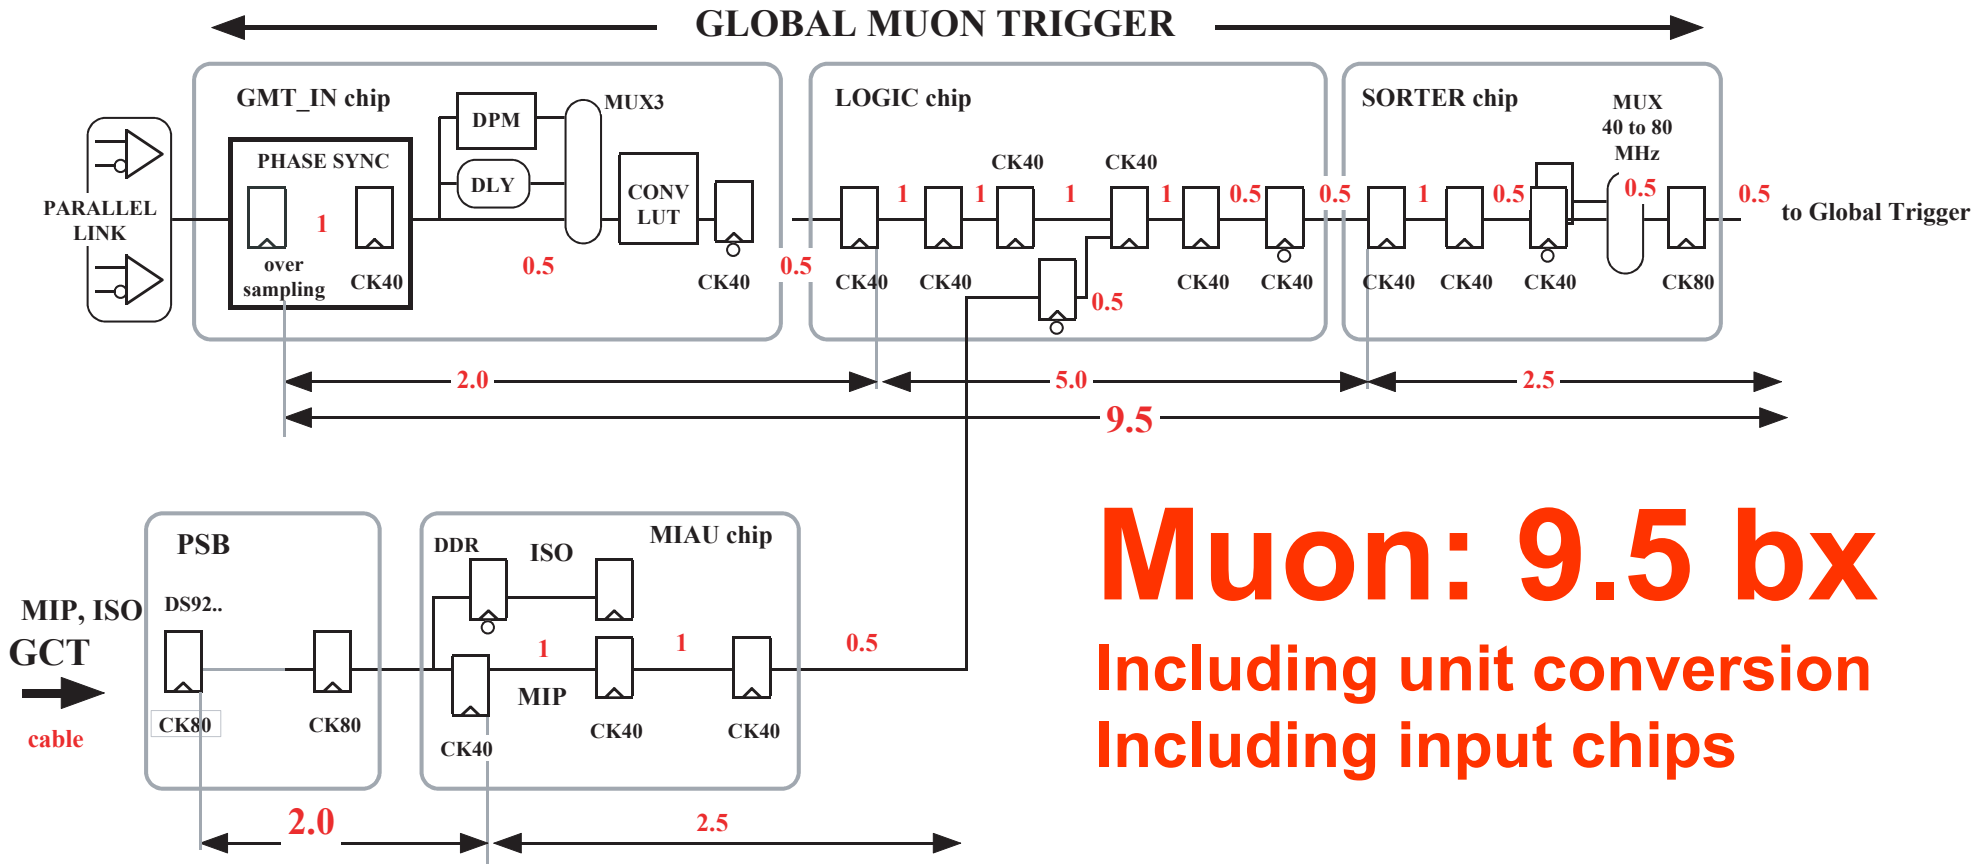 GLOBAL MUON TRIGGER
GMT_IN chip
LOGIC chip
SORTER chip
MUX3
MUX
40 to 80
MHz
DPM
DLY
PHASE SYNC
CONV
LUT
CK40
CK40
PARALLEL
LINK
1
1
1
1
1
0.5
0.5
1
0.5
0.5
0.5
to Global Trigger
over
sampling
CK40
0.5
CK40
0.5
CK40
CK40
0.5
CK40
CK40
CK40
CK40
CK40
CK80
2.0
5.0
2.5
9.5
PSB
MIAU chip
DDR
ISO
MIP, ISO
DS92..
GCT
cable
CK80
CK80
1
1
0.5
MIP
CK40
CK40
CK40
2.0
2.5
Muon: 9.5 bx
Including unit conversion
Including input chips